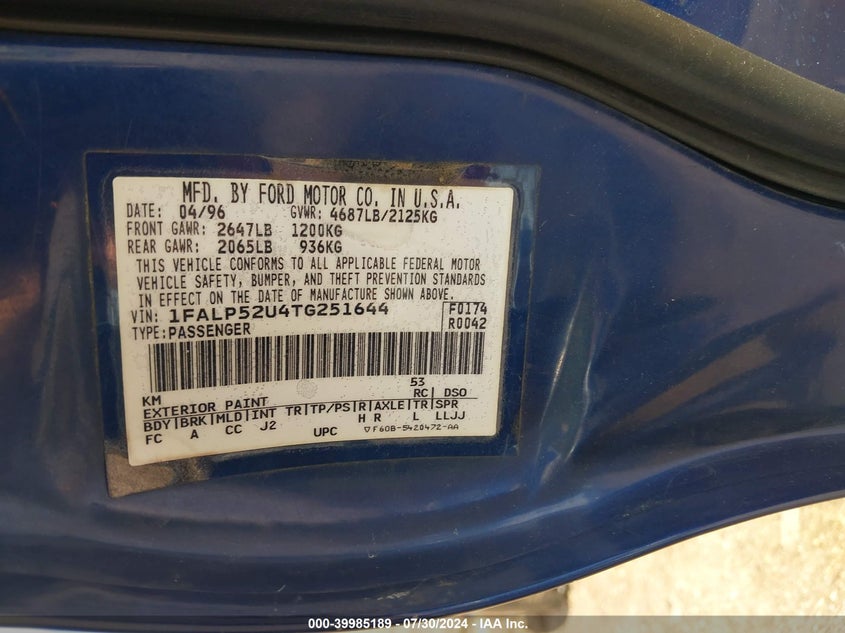 MFD. BY FORD MOTOR CO. IN U.S.A.
DATE: 04/96 GVWR: 4687LB/2125KG
FRONT GAWR: 2647LB 1200KG
REAR GAWR: 2065LB 936KG
THIS VEHICLE CONFORMS TO ALL APPLICABLE FEDERAL MOTOR
VEHICLE SAFETY, BUMPER, AND THEFT PREVENTION STANDARDS
IN EFFECT ON THE DATE OF MANUFACTURE SHOWN ABOVE.
VIN: 1FALP52U4TG251644 F0174
TYPE: PASSENGER R0042
KM 53
EXTERIOR PAINT RC| DSO
BDY|BRK|MLD|INT TR|TP/PS|R|AXLE|TR|SPR
FC A CC J2 H R L LLJJ
UPC ▽F60B-5420472-AA
000-39985189 - 07/30/2024 - IAA Inc.